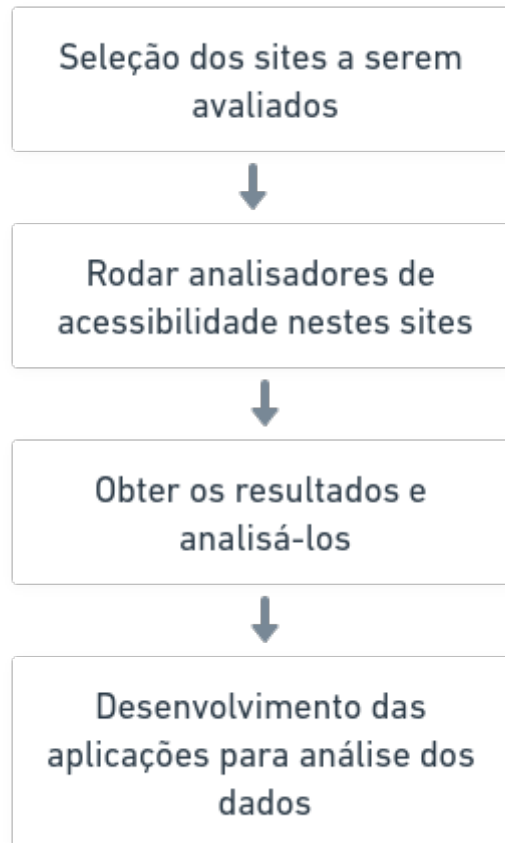 Seleção dos sites a serem
avaliados
Rodar analisadores de
acessibilidade nestes sites
Obter os resultados e
analisá-los
Desenvolvimento das
aplicações para análise dos
dados